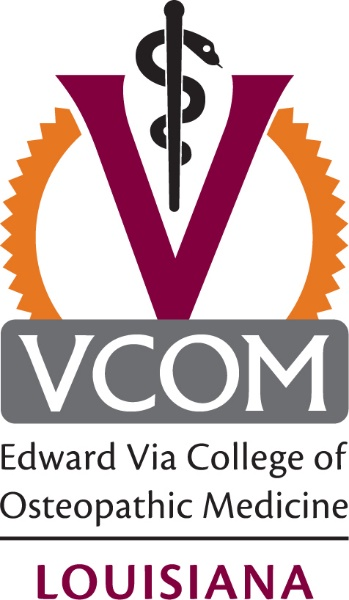 V
VCOM
Edward Via College of
Osteopathic Medicine
LOUISIANA